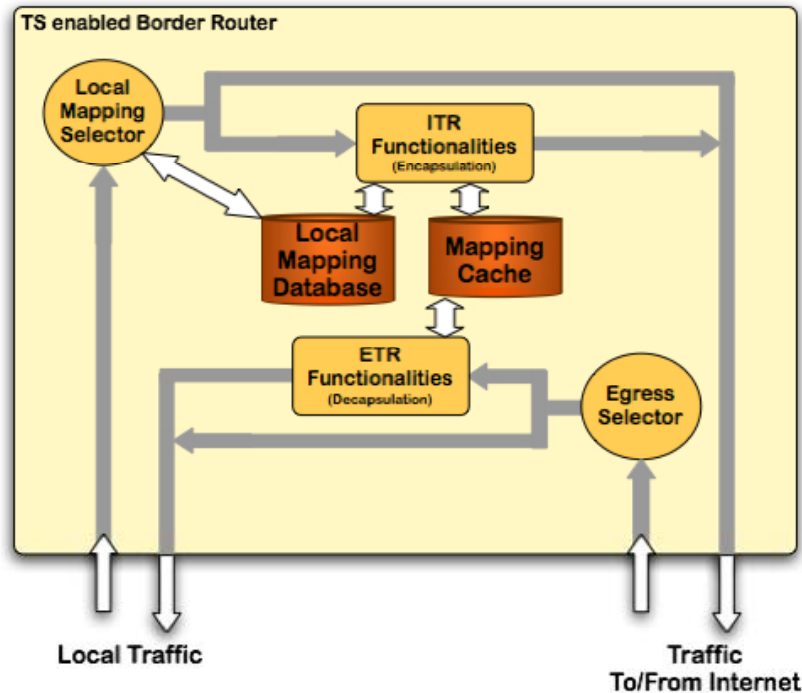 TS enabled Border Router
Local
Mapping
Selector
ITR
Functionalities
(Encapsulation)
Local
Mapping
Database
Mapping
Cache
ETR
Functionalities
(Decapsulation)
Egress
Selector
Local Traffic
Traffic
To/From Internet